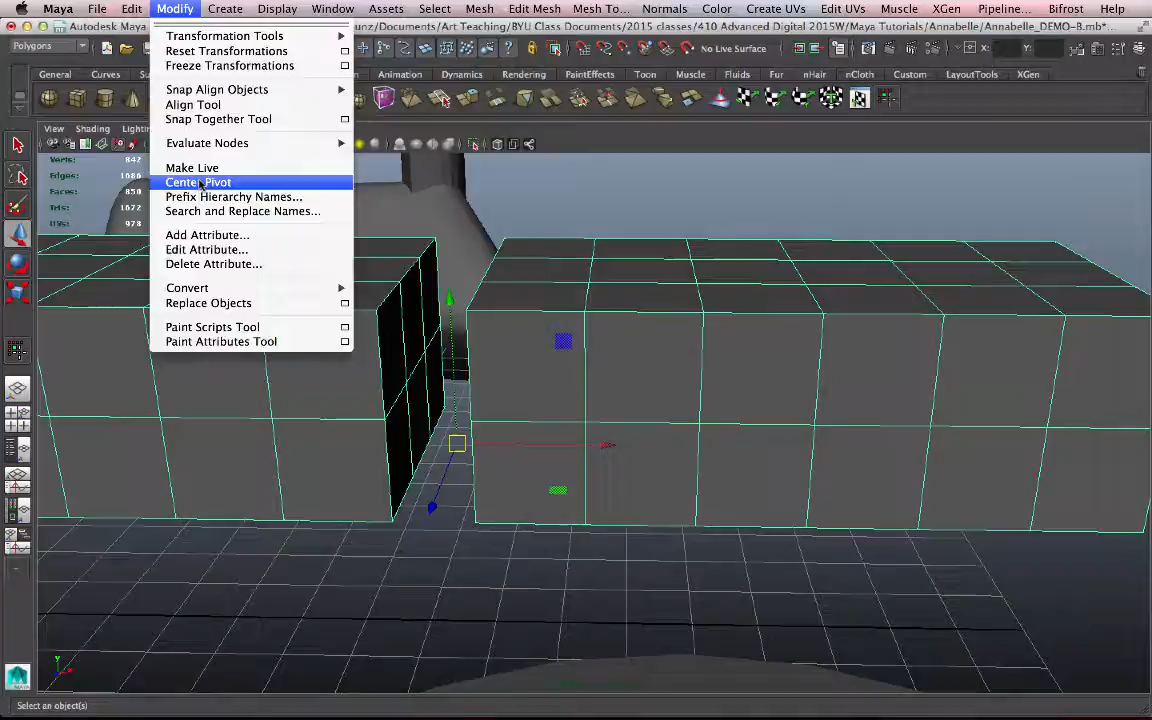 Maya File Edit Modify Create Display Window Assets Select Mesh Edit Mesh Mesh To... Normals Color Create UVs Edit UVs Muscle XGen Pipeline... Bifrost Help
Autodesk Maya
unz/Documents/Art Teaching/BYU Class Documents/2015 classes/410 Advanced Digital 2015W/Maya Tutorials/Annabelle/Annabelle_DEMO-8.mb*
Polygons
No Live Surface
X:
Y:
General Curves Su
Animation Dynamics Rendering PaintEffects Toon Muscle Fluids Fur nHair nCloth Custom LayoutTools XGen
View Shading Lighti
Verts: 842
Edges: 1686
Faces: 850
Tris: 1672
UVs: 978
Transformation Tools
Reset Transformations
Freeze Transformations
Snap Align Objects
Align Tool
Snap Together Tool
Evaluate Nodes
Make Live
Center Pivot
Prefix Hierarchy Names...
Search and Replace Names...
Add Attribute...
Edit Attribute...
Delete Attribute...
Convert
Replace Objects
Paint Scripts Tool
Paint Attributes Tool
Y
Select an object(s)